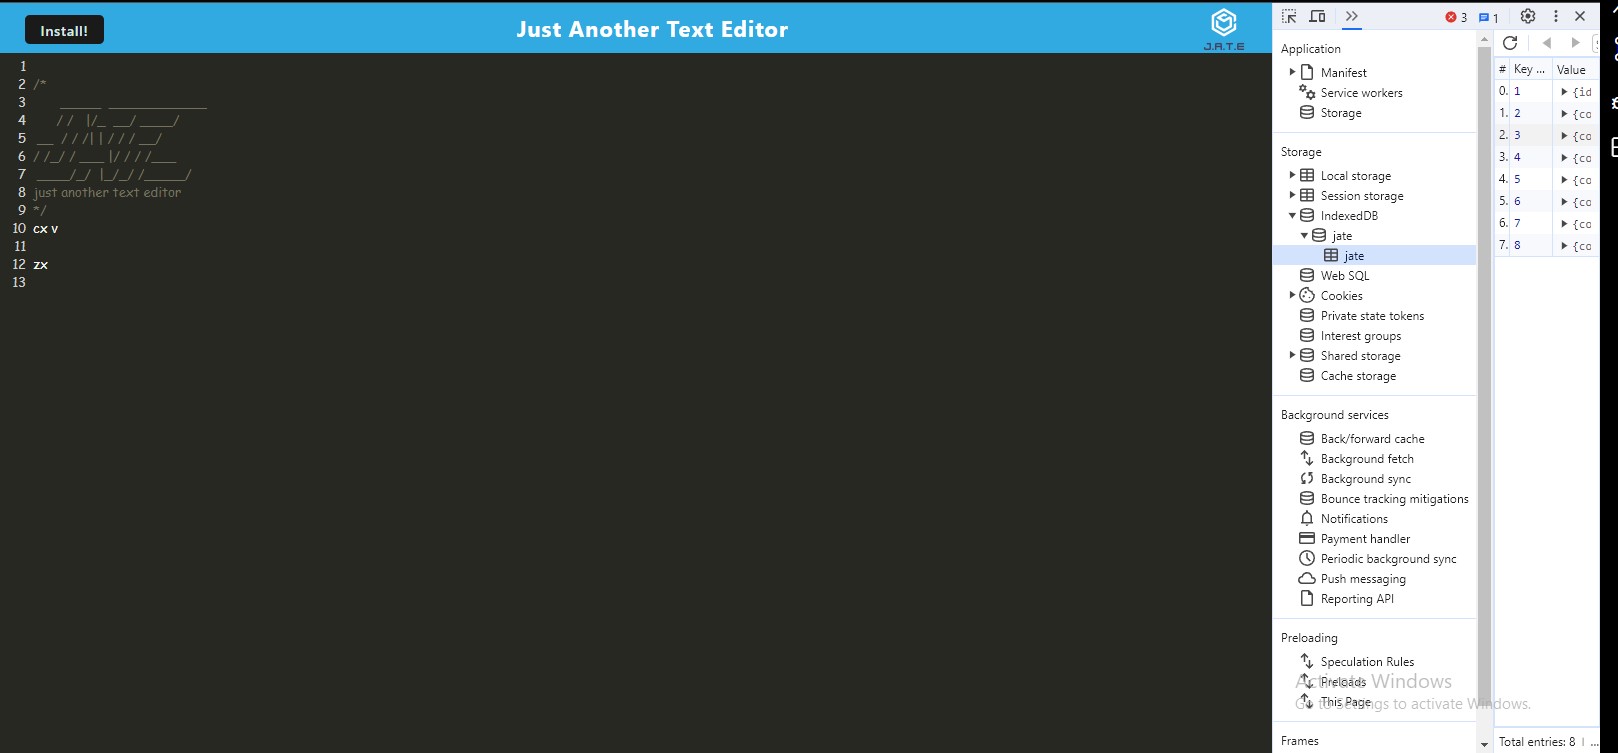 Install!
Just Another Text Editor
J.A.T.E
1
2 /*
3 _____ ______________
4 / / |/_ __/ ____/
5 __ / / /| | / / / __/
6 / /_/ / ___ |/ / / /___
7 ____/_/ |_/_/ /_____/
8 just another text editor
9 */
10 cx v
11
12 zx
13
3 1
Application
Manifest
Service workers
Storage
Storage
Local storage
Session storage
IndexedDB
jate
jate
Web SQL
Cookies
Private state tokens
Interest groups
Shared storage
Cache storage
Background services
Back/forward cache
Background fetch
Background sync
Bounce tracking mitigations
Notifications
Payment handler
Periodic background sync
Push messaging
Reporting API
Preloading
Speculation Rules
Preloads
This Page
Frames
# Key ... Value
0. 1 {id
1. 2 {co
2. 3 {co
3. 4 {co
4. 5 {co
5. 6 {co
6. 7 {co
7. 8 {co
Total entries: 8 | ...
Activate Windows
Go to Settings to activate Windows.